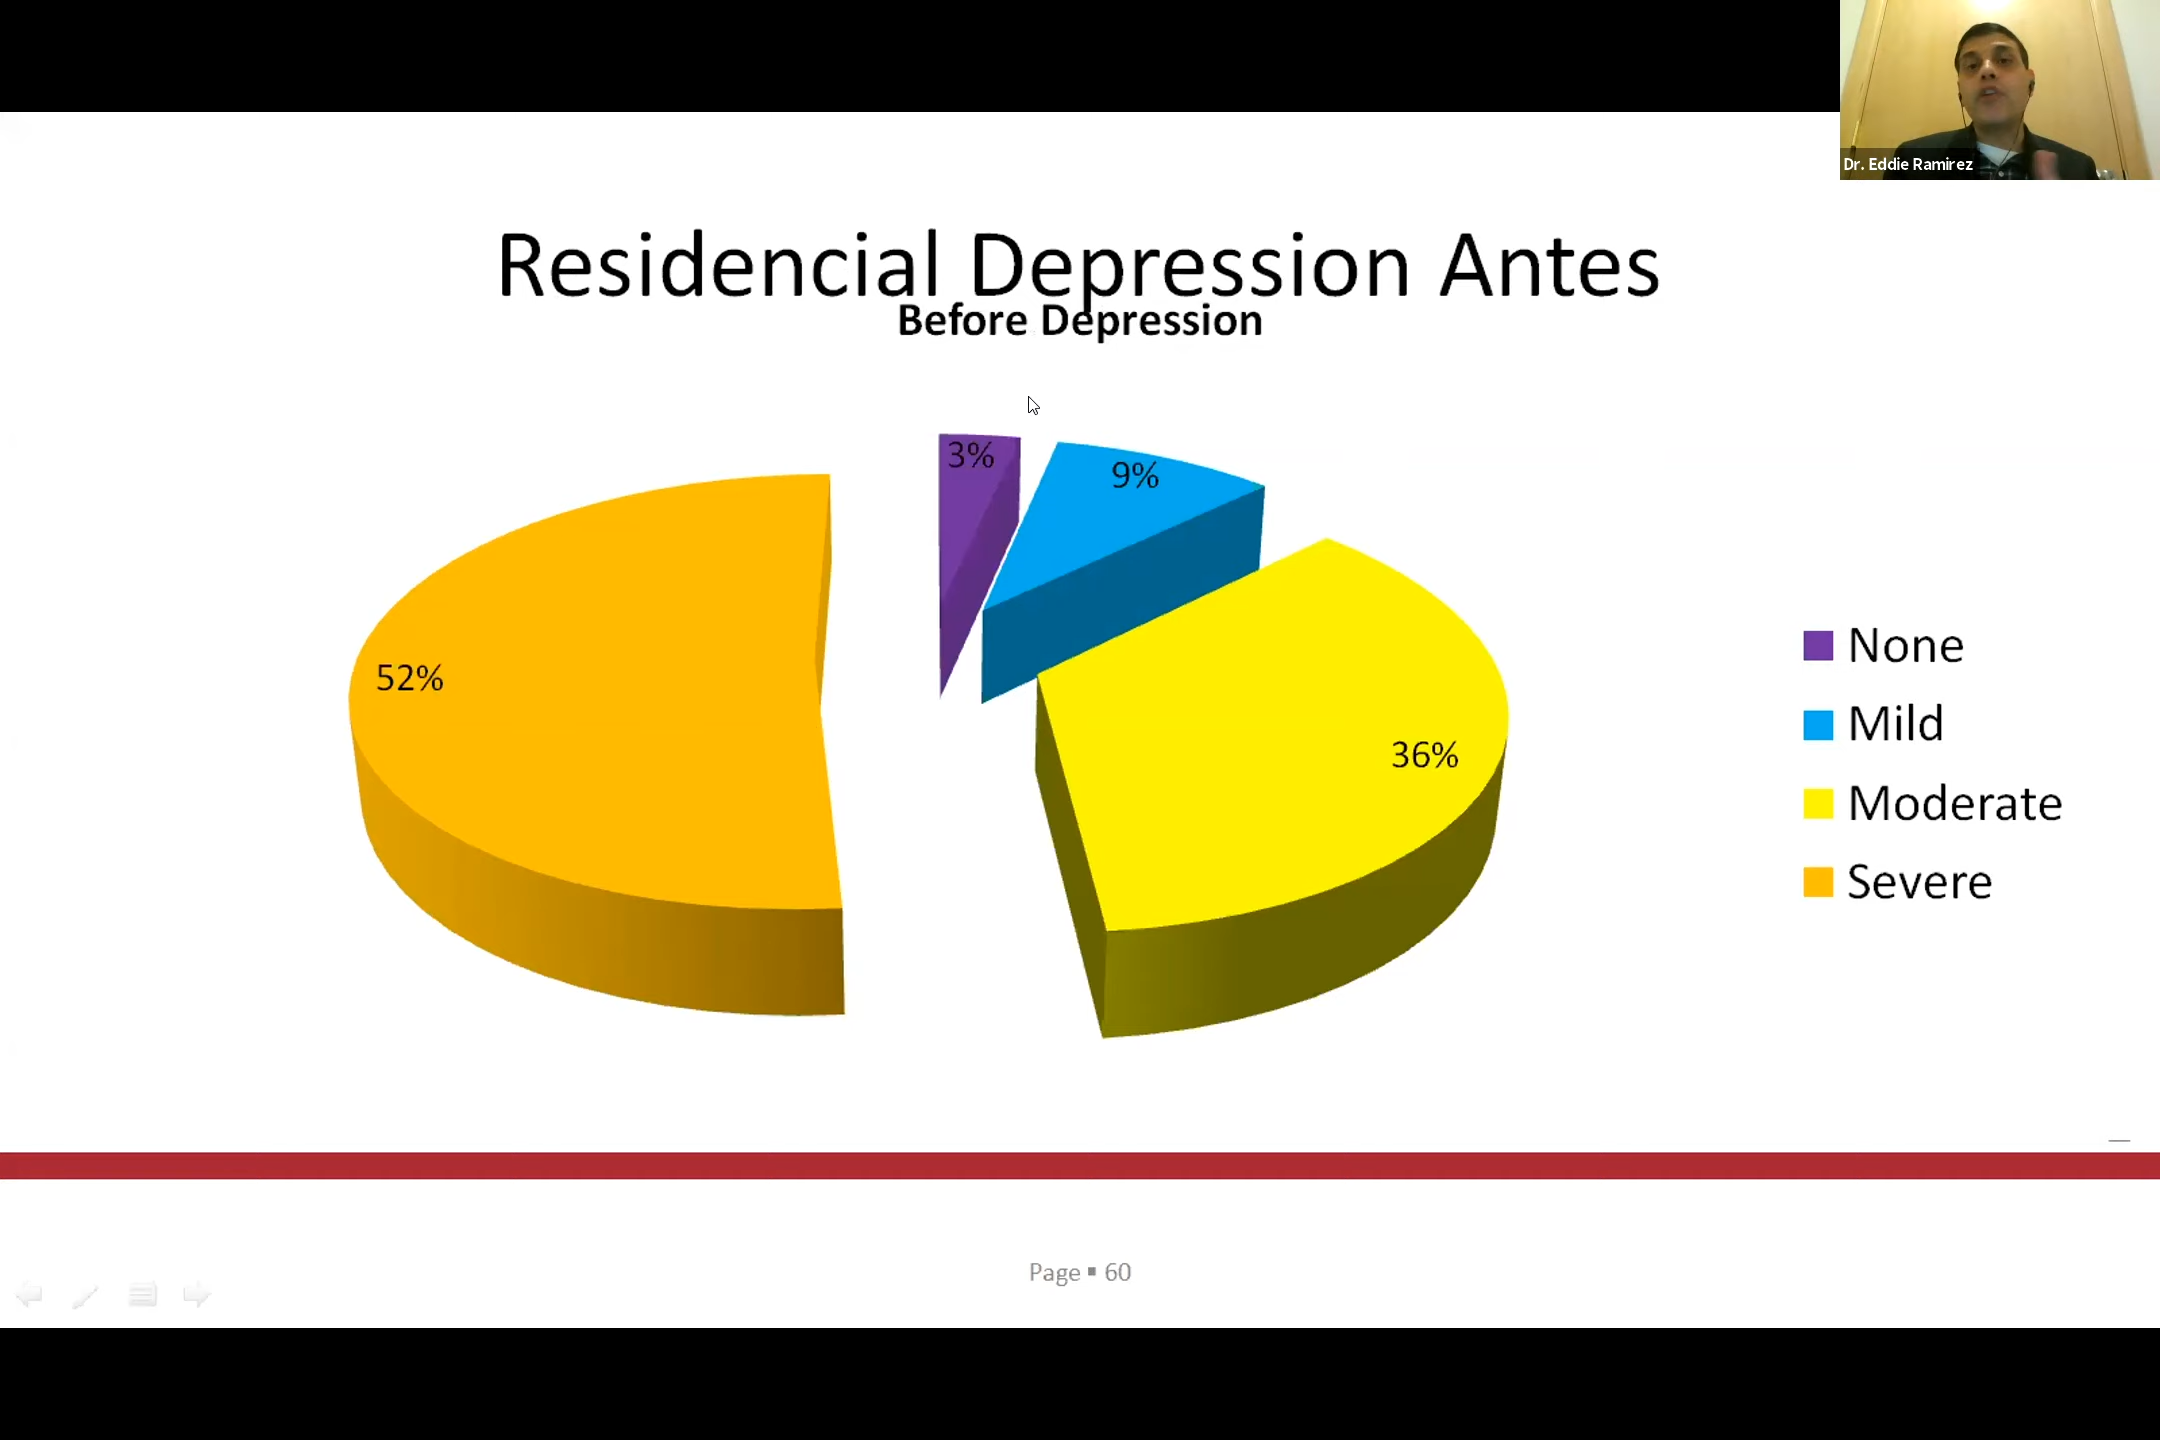 Dr. Eddie Ramirez
Residencial Depression Antes
Before Depression
3%
9%
52%
36%
None
Mild
Moderate
Severe
Page ▪ 60